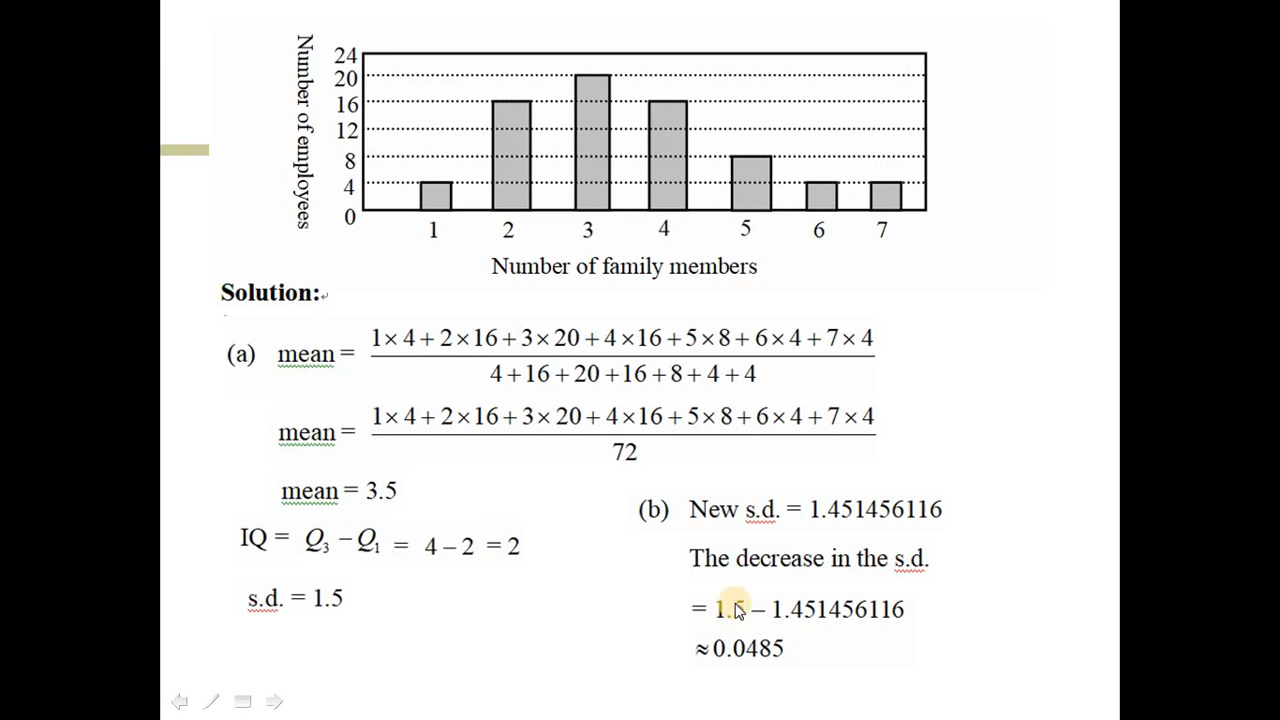 Number of employees
24
20
16
12
8
4
0
1 2 3 4 5 6 7
Number of family members
Solution:
(a) mean = (1×4+2×16+3×20+4×16+5×8+6×4+7×4)/(4+16+20+16+8+4+4)
mean = (1×4+2×16+3×20+4×16+5×8+6×4+7×4)/72
mean = 3.5
IQ = Q₃ − Q₁ = 4 − 2 = 2
s.d. = 1.5
(b) New s.d. = 1.451456116
The decrease in the s.d.
= 1.5 − 1.451456116
≈ 0.0485